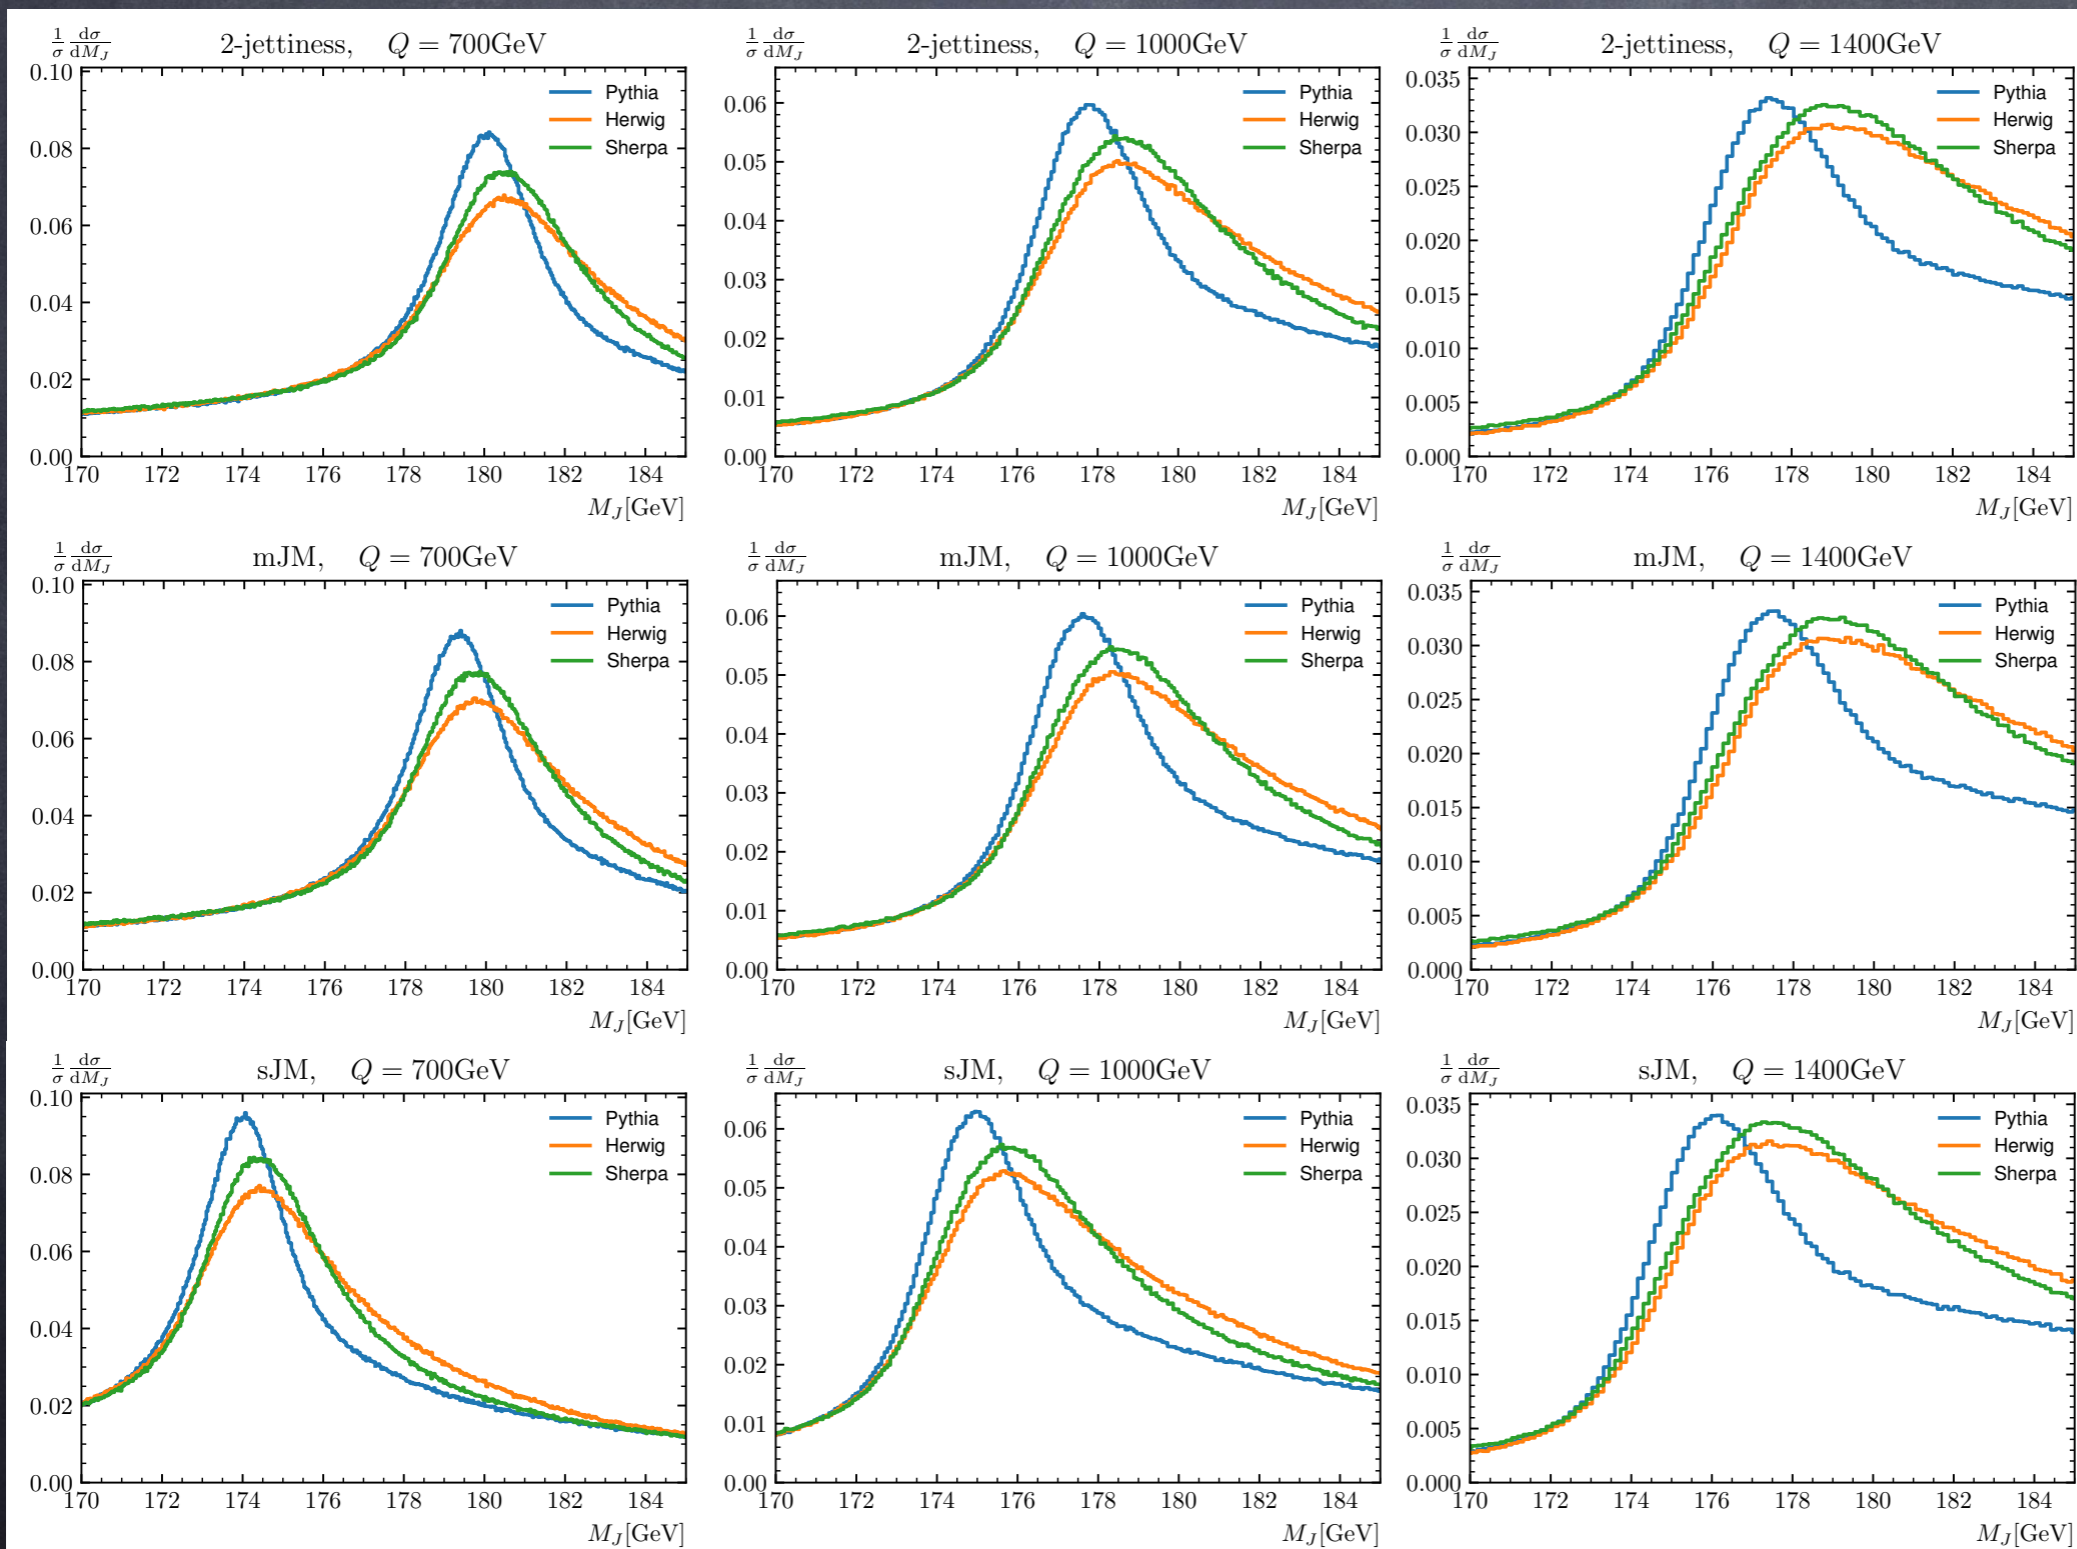 1/σ dσ/dM_J 2-jettiness, Q = 700GeV
0.10
0.08
0.06
0.04
0.02
0.00
Pythia
Herwig
Sherpa
170 172 174 176 178 180 182 184
M_J[GeV]
1/σ dσ/dM_J 2-jettiness, Q = 1000GeV
0.06
0.05
0.04
0.03
0.02
0.01
0.00
Pythia
Herwig
Sherpa
170 172 174 176 178 180 182 184
M_J[GeV]
1/σ dσ/dM_J 2-jettiness, Q = 1400GeV
0.035
0.030
0.025
0.020
0.015
0.010
0.005
0.000
Pythia
Herwig
Sherpa
170 172 174 176 178 180 182 184
M_J[GeV]
1/σ dσ/dM_J mJM, Q = 700GeV
0.10
0.08
0.06
0.04
0.02
0.00
Pythia
Herwig
Sherpa
170 172 174 176 178 180 182 184
M_J[GeV]
1/σ dσ/dM_J mJM, Q = 1000GeV
0.06
0.05
0.04
0.03
0.02
0.01
0.00
Pythia
Herwig
Sherpa
170 172 174 176 178 180 182 184
M_J[GeV]
1/σ dσ/dM_J mJM, Q = 1400GeV
0.035
0.030
0.025
0.020
0.015
0.010
0.005
0.000
Pythia
Herwig
Sherpa
170 172 174 176 178 180 182 184
M_J[GeV]
1/σ dσ/dM_J sJM, Q = 700GeV
0.10
0.08
0.06
0.04
0.02
0.00
Pythia
Herwig
Sherpa
170 172 174 176 178 180 182 184
M_J[GeV]
1/σ dσ/dM_J sJM, Q = 1000GeV
0.06
0.05
0.04
0.03
0.02
0.01
0.00
Pythia
Herwig
Sherpa
170 172 174 176 178 180 182 184
M_J[GeV]
1/σ dσ/dM_J sJM, Q = 1400GeV
0.035
0.030
0.025
0.020
0.015
0.010
0.005
0.000
Pythia
Herwig
Sherpa
170 172 174 176 178 180 182 184
M_J[GeV]